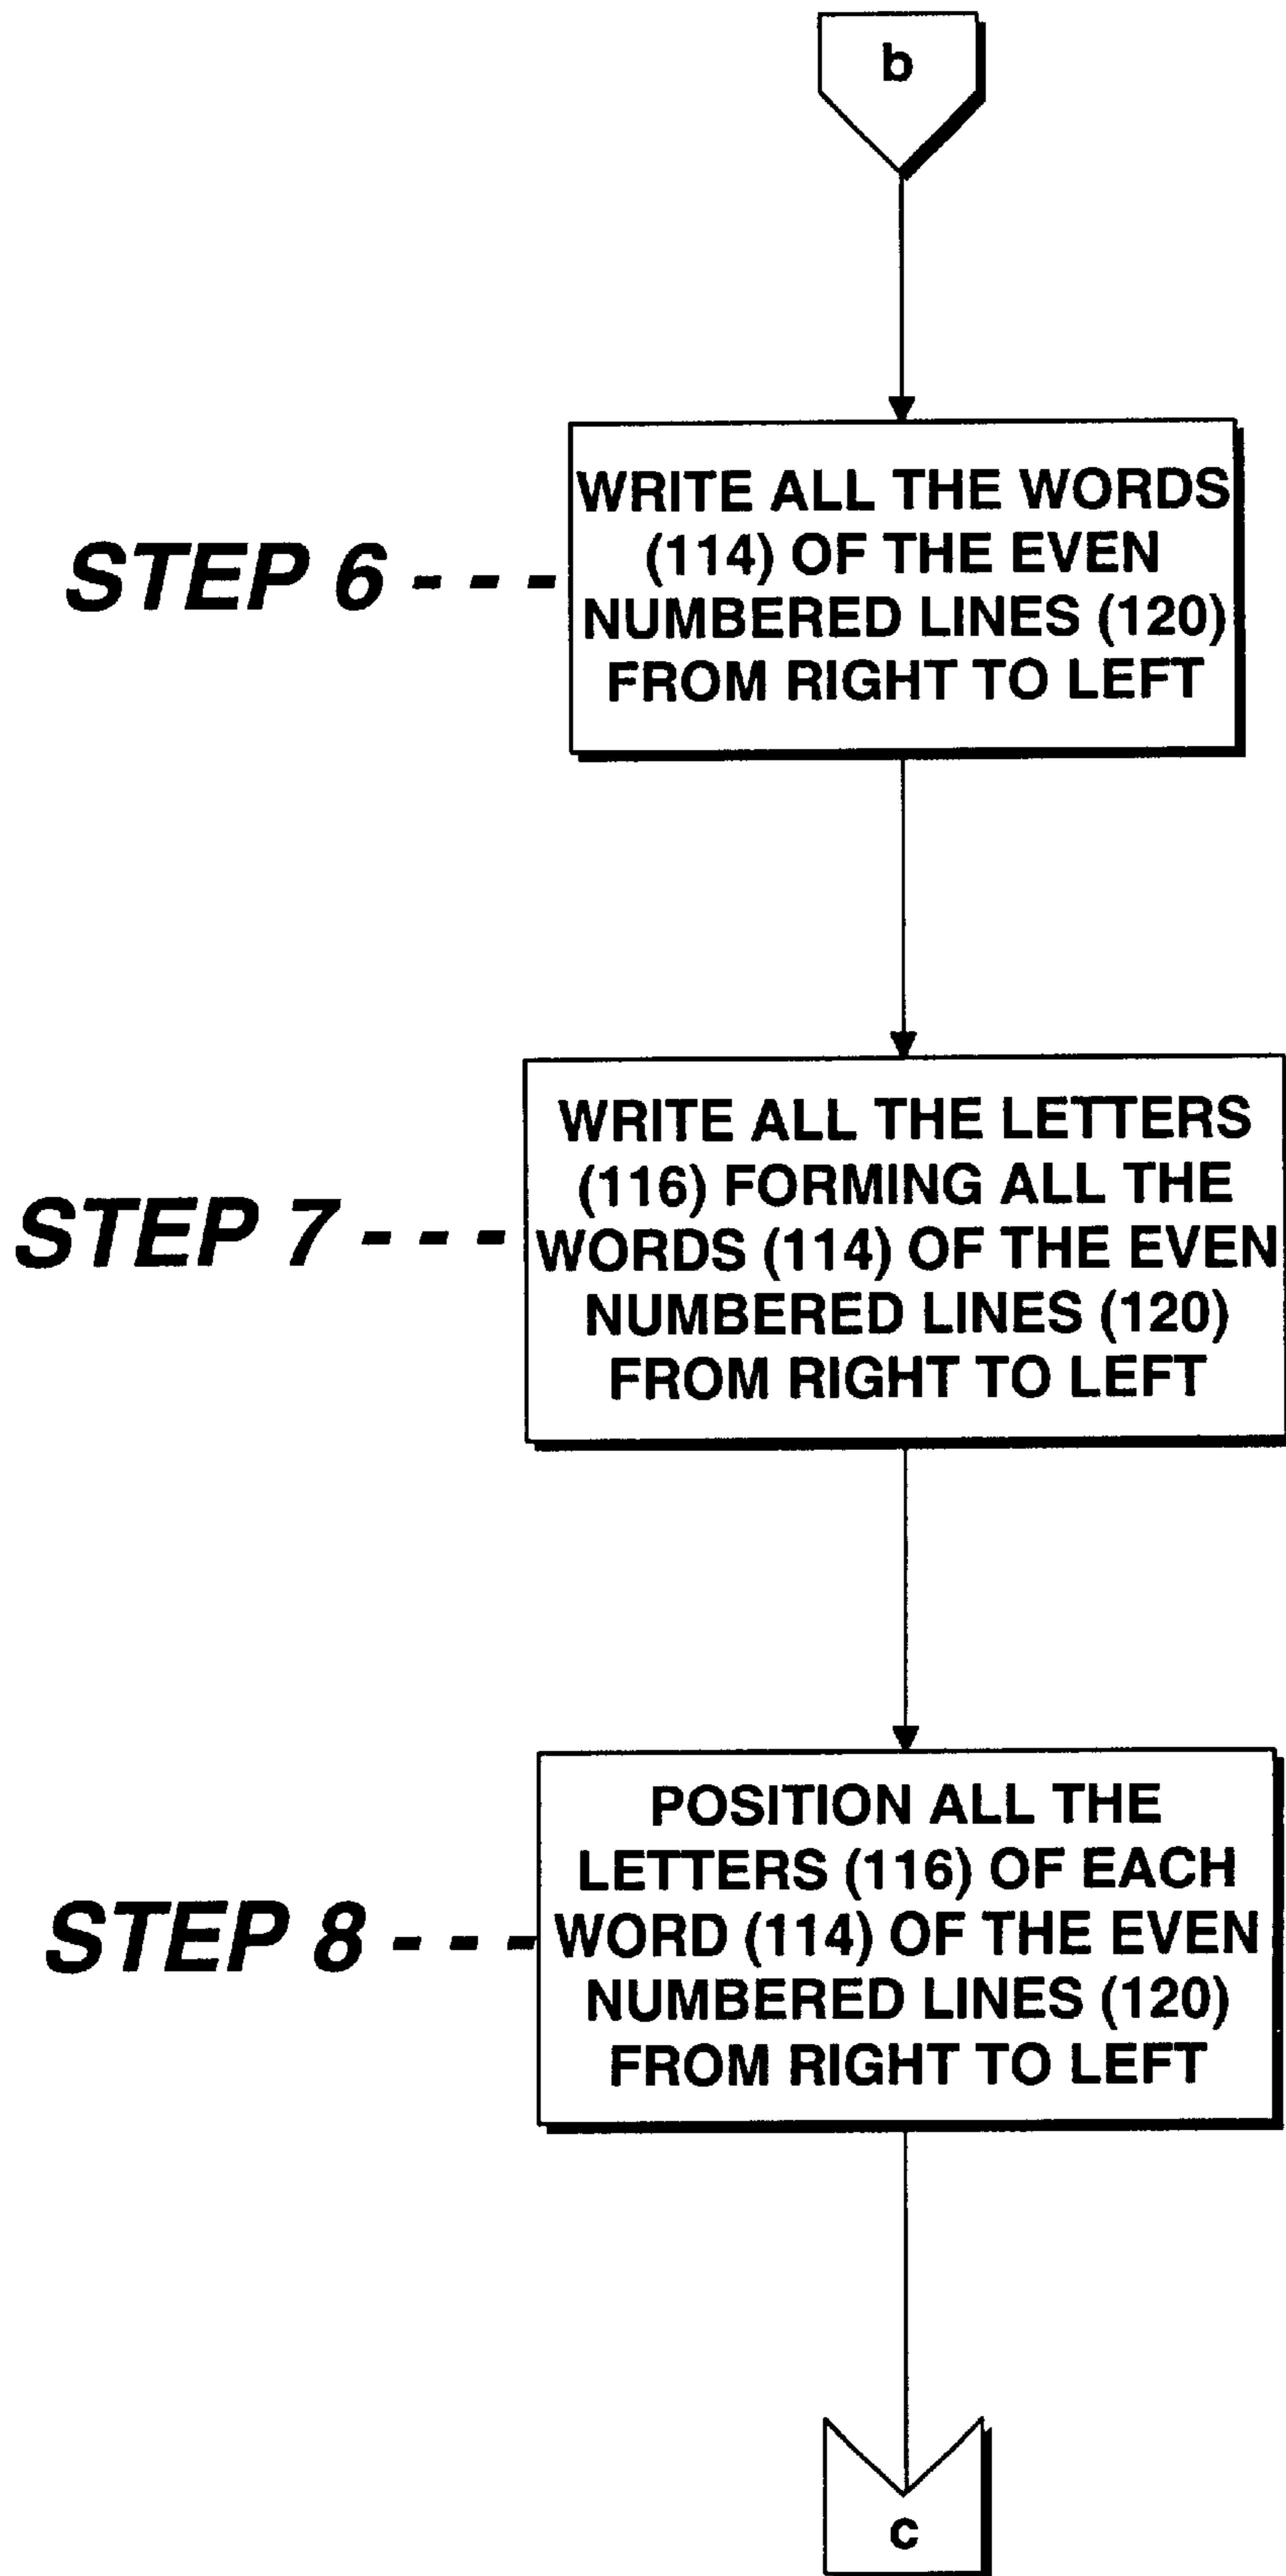 b
WRITE ALL THE WORDS
(114) OF THE EVEN
STEP 6 - - -
NUMBERED LINES (120)
FROM RIGHT TO LEFT
WRITE ALL THE LETTERS
(116) FORMING ALL THE
STEP 7 - - -
WORDS (114) OF THE EVEN
NUMBERED LINES (120)
FROM RIGHT TO LEFT
POSITION ALL THE
LETTERS (116) OF EACH
STEP 8 - - -
WORD (114) OF THE EVEN
NUMBERED LINES (120)
FROM RIGHT TO LEFT
c